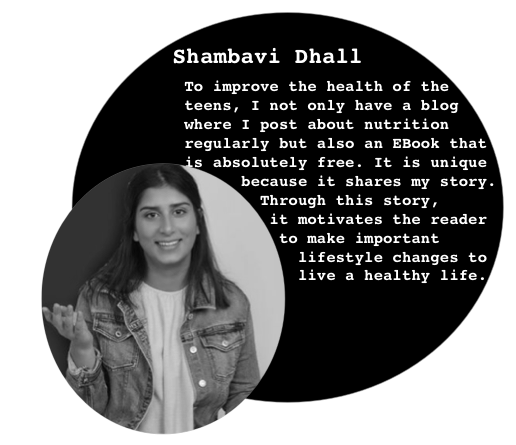 Shambavi Dhall
To improve the health of the
teens, I not only have a blog
where I post about nutrition
regularly but also an EBook that
is absolutely free. It is unique
because it shares my story.
Through this story,
it motivates the reader
to make important
lifestyle changes to
live a healthy life.